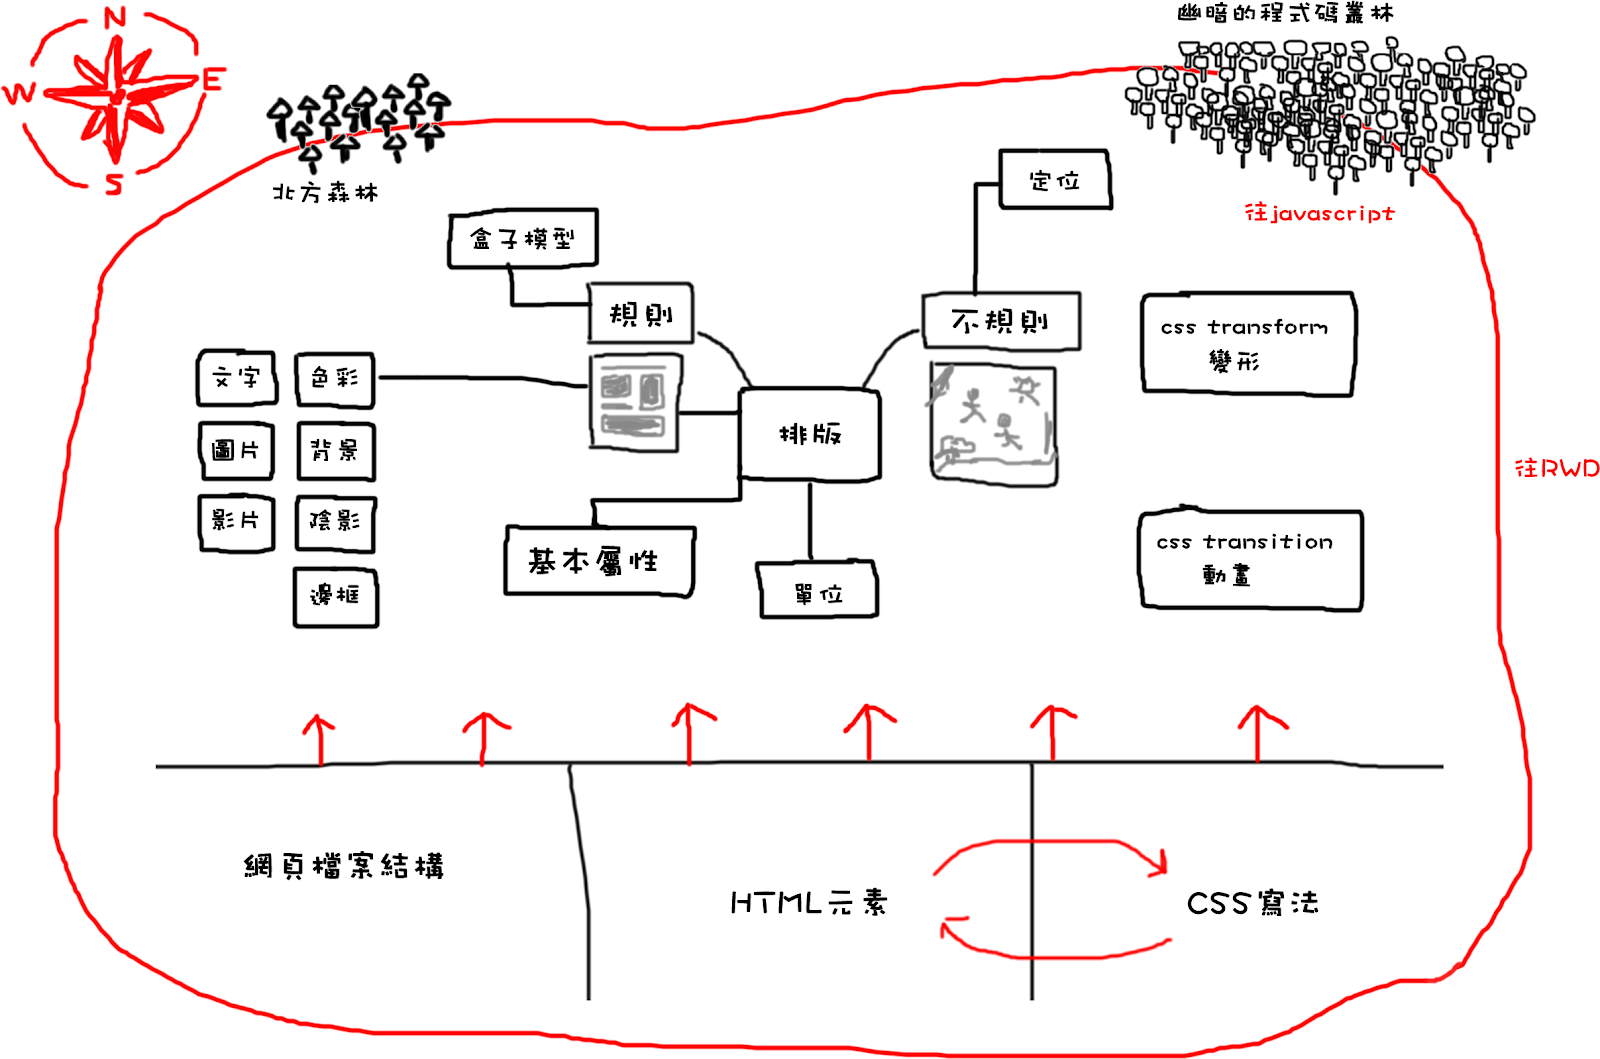 N
W
E
S
幽暗的程式碼叢林
北方森林
往javascript
定位
盒子模型
規則
不規則
css transform
變形
文字
色彩
排版
圖片
背景
往RWD
影片
陰影
基本屬性
單位
css transition
動畫
邊框
網頁檔案結構
HTML元素
CSS寫法